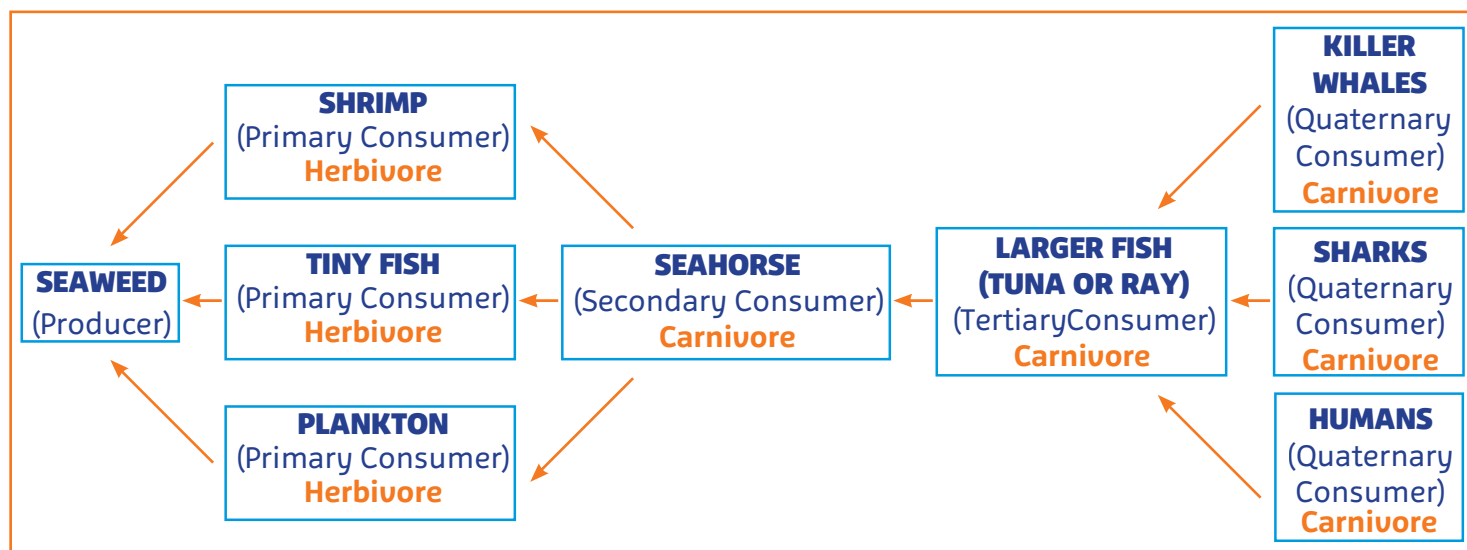 SEAWEED
(Producer)
SHRIMP
(Primary Consumer)
Herbivore
TINY FISH
(Primary Consumer)
Herbivore
PLANKTON
(Primary Consumer)
Herbivore
SEAHORSE
(Secondary Consumer)
Carnivore
LARGER FISH
(TUNA OR RAY)
(TertiaryConsumer)
Carnivore
KILLER
WHALES
(Quaternary
Consumer)
Carnivore
SHARKS
(Quaternary
Consumer)
Carnivore
HUMANS
(Quaternary
Consumer)
Carnivore